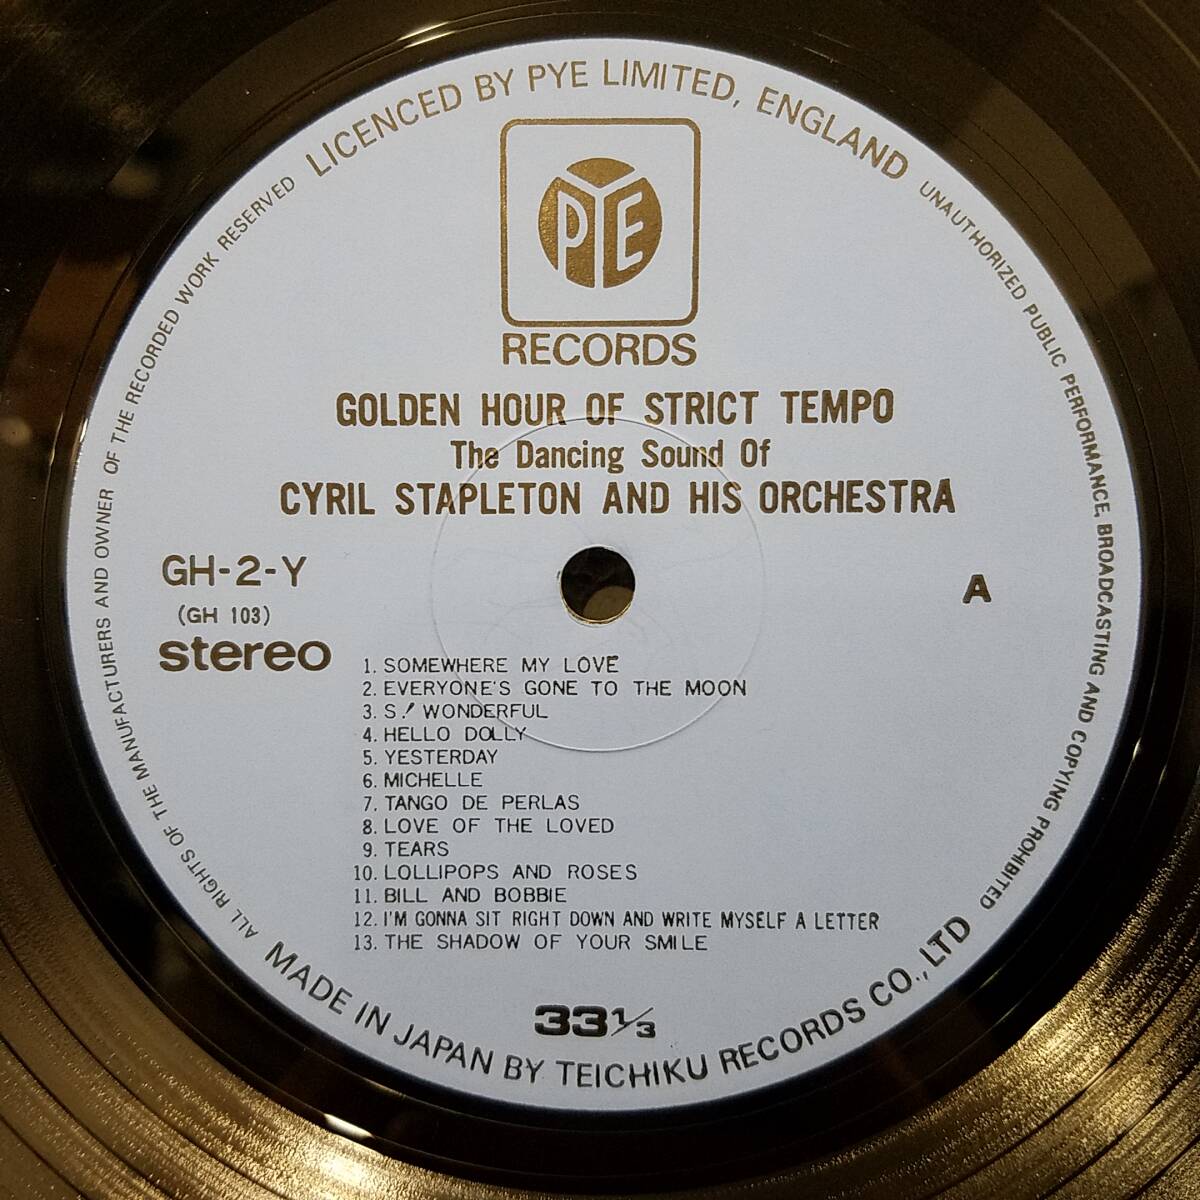 LICENCED BY PYE LIMITED, ENGLAND
UNAUTHORIZED PUBLIC PERFORMANCE, BROADCASTING AND COPYING PROHIBITED
PYE
RECORDS
GOLDEN HOUR OF STRICT TEMPO
The Dancing Sound Of
CYRIL STAPLETON AND HIS ORCHESTRA
GH-2-Y
(GH 103)
stereo
A
1. SOMEWHERE MY LOVE
2. EVERYONE'S GONE TO THE MOON
3. S!' WONDERFUL
4. HELLO DOLLY
5. YESTERDAY
6. MICHELLE
7. TANGO DE PERLAS
8. LOVE OF THE LOVED
9. TEARS
10. LOLLIPOPS AND ROSES
11. BILL AND BOBBIE
12. I'M GONNA SIT RIGHT DOWN AND WRITE MYSELF A LETTER
13. THE SHADOW OF YOUR SMILE
33 1/3
ALL RIGHTS OF THE MANUFACTURERS AND OWNER OF THE RECORDED WORK RESERVED
MADE IN JAPAN BY TEICHIKU RECORDS CO., LTD